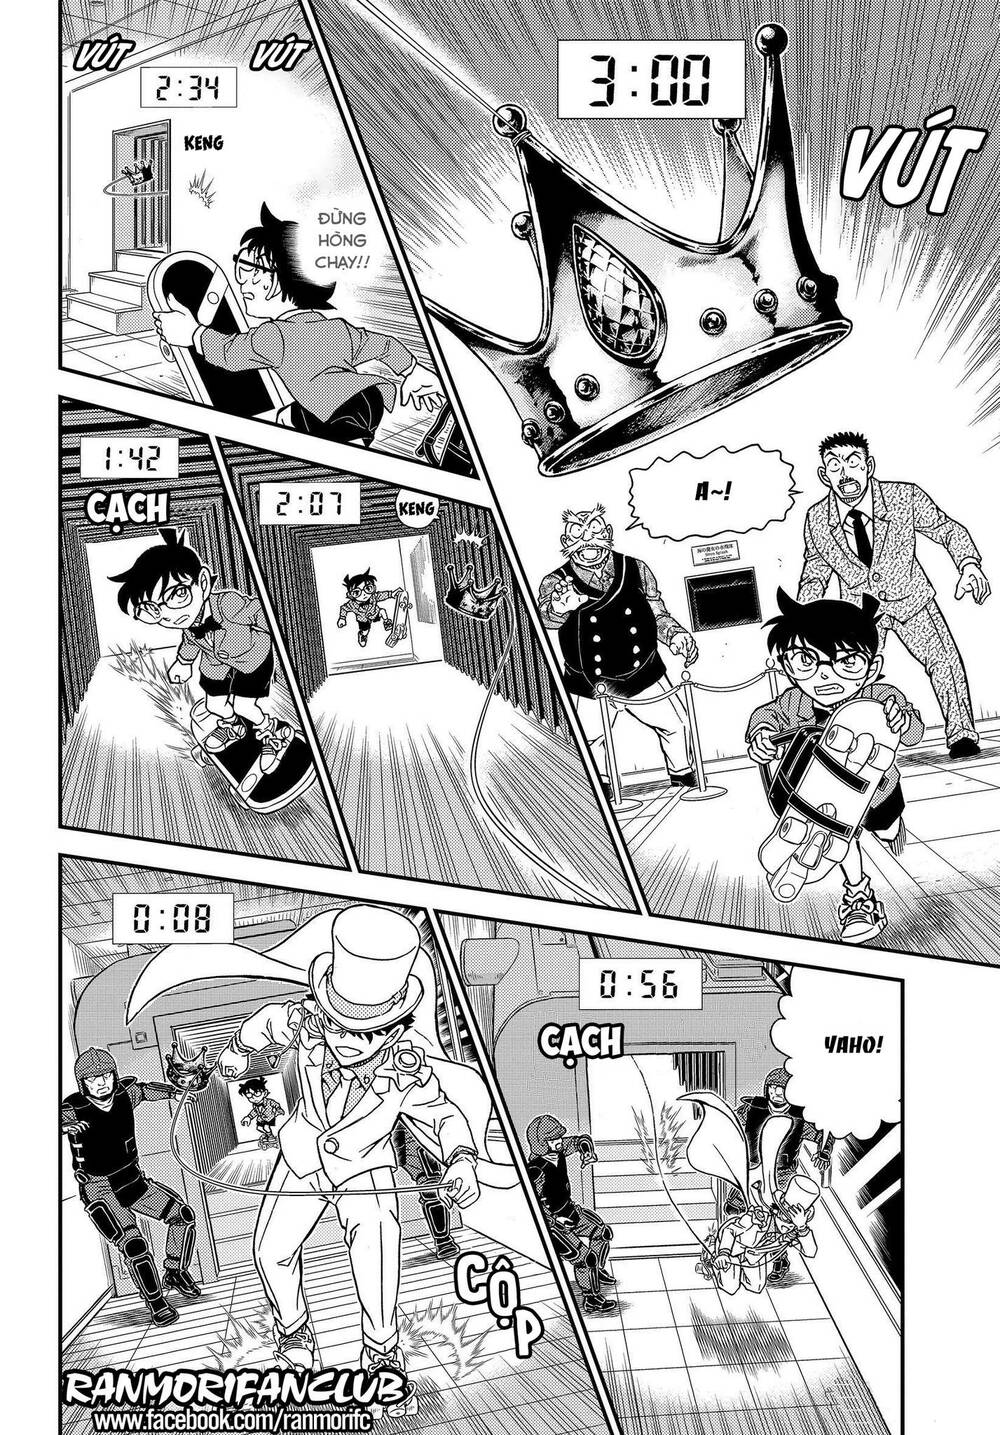 3:00
VÚT
A~!
VÚT
VÚT
2:34
KENG
ĐỪNG
HÒNG
CHẠY!!
2:07
KENG
1:42
CẠCH
0:56
CẠCH
YAHO!
0:08
CỘP
RANMORIFANCLUB
www.facebook.com/ranmorifc